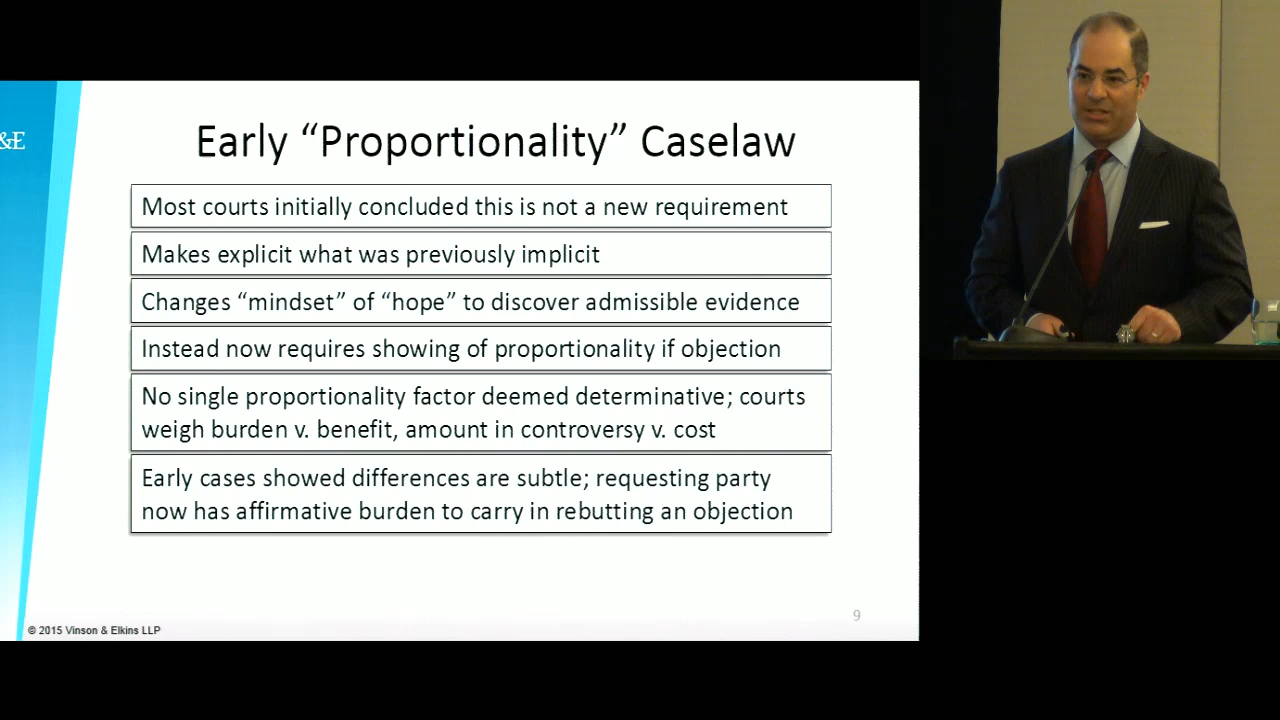 &E
Early “Proportionality” Caselaw
Most courts initially concluded this is not a new requirement
Makes explicit what was previously implicit
Changes “mindset” of “hope” to discover admissible evidence
Instead now requires showing of proportionality if objection
No single proportionality factor deemed determinative; courts
weigh burden v. benefit, amount in controversy v. cost
Early cases showed differences are subtle; requesting party
now has affirmative burden to carry in rebutting an objection
9
© 2015 Vinson & Elkins LLP